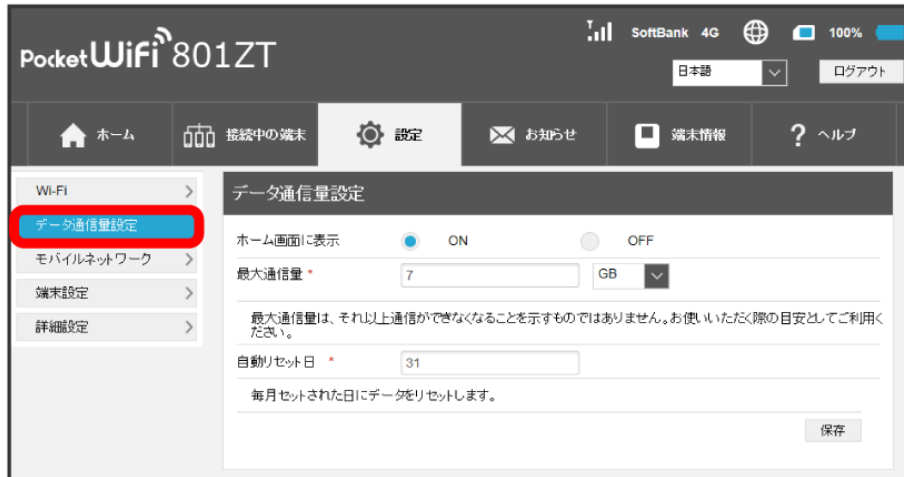 SoftBank 4G 100%
Pocket WiFi 801ZT
日本語 ログアウト
ホーム 接続中の端末 設定 お知らせ 端末情報 ? ヘルプ
Wi-Fi
データ通信量設定
モバイルネットワーク
端末設定
詳細設定
データ通信量設定
ホーム画面に表示 ON OFF
最大通信量 * 7 GB
最大通信量は、それ以上通信ができなくなることを示すものではありません。お使いいただく際の目安としてご利用く
ださい。
自動リセット日 * 31
毎月セットされた日にデータをリセットします。
保存